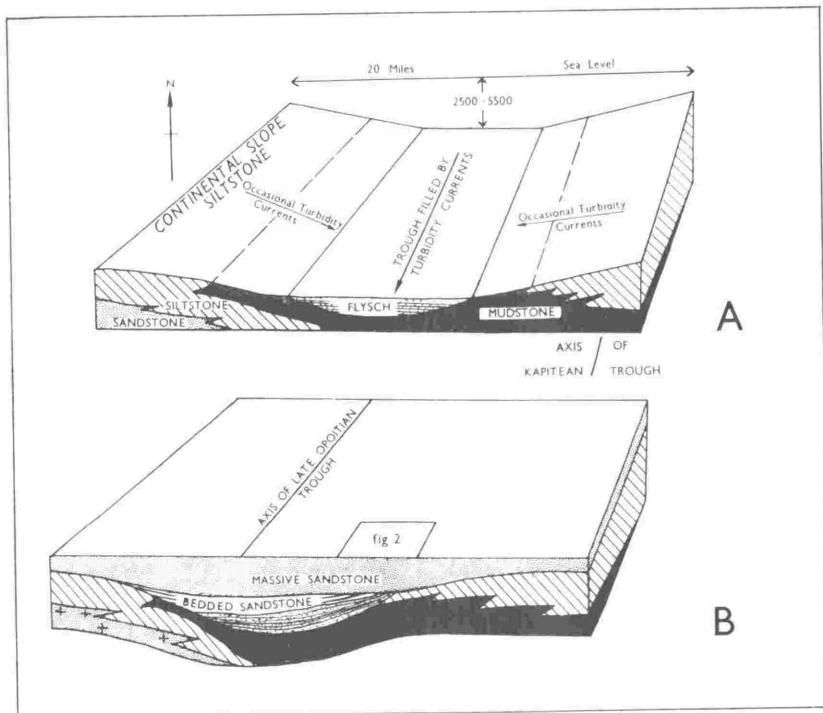 20 Miles
Sea Level
N
2500'-5500
CONTINENTAL SLOPE
SILTSTONE
Occasional Turbidity
Currents
TROUGH FILLED BY
TURBIDITY CURRENTS
Occasional Turbidity
Currents
SILTSTONE
FLYSCH
MUDSTONE
SANDSTONE
A
AXIS OF
KAPITEAN TROUGH
AXIS OF LATE OPOITIAN
TROUGH
fig 2
MASSIVE SANDSTONE
BEDDED SANDSTONE
B